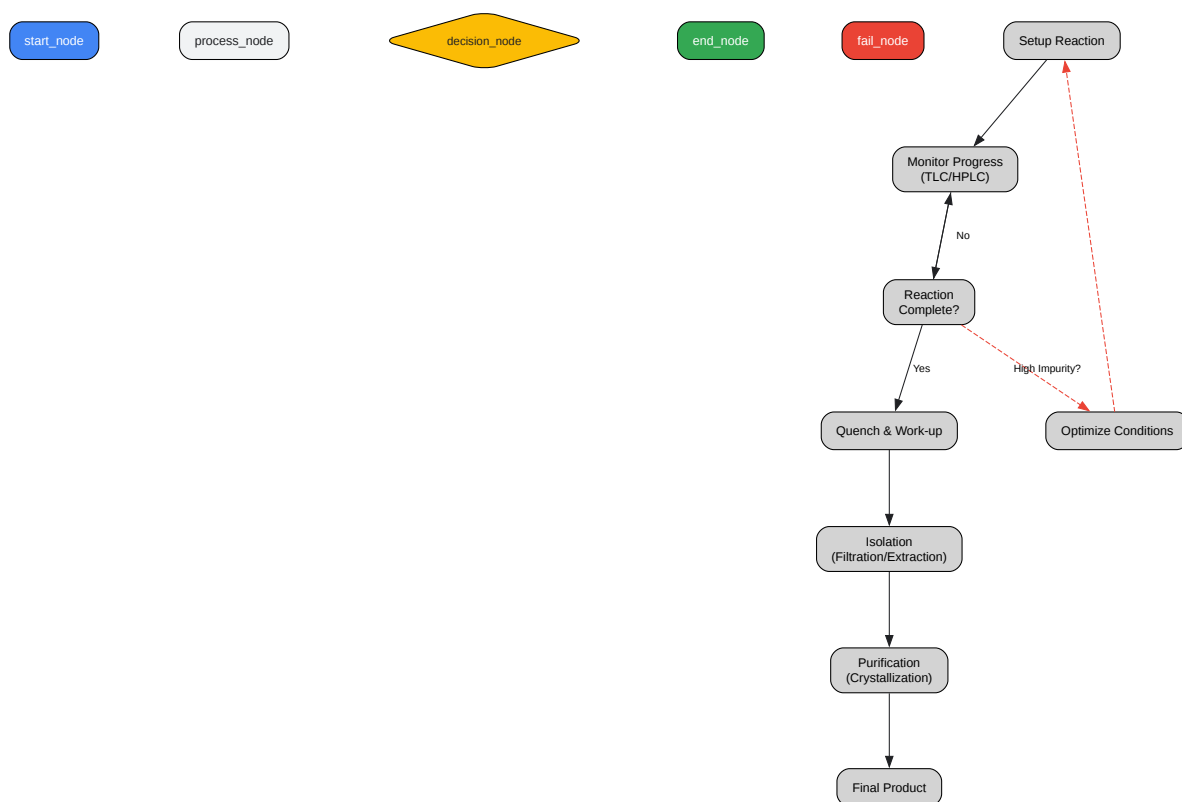 start_node
process_node
decision_node
end_node
fail_node
Setup Reaction
Monitor Progress
(TLC/HPLC)
No
Reaction
Complete?
Yes
High Impurity?
Quench & Work-up
Optimize Conditions
Isolation
(Filtration/Extraction)
Purification
(Crystallization)
Final Product